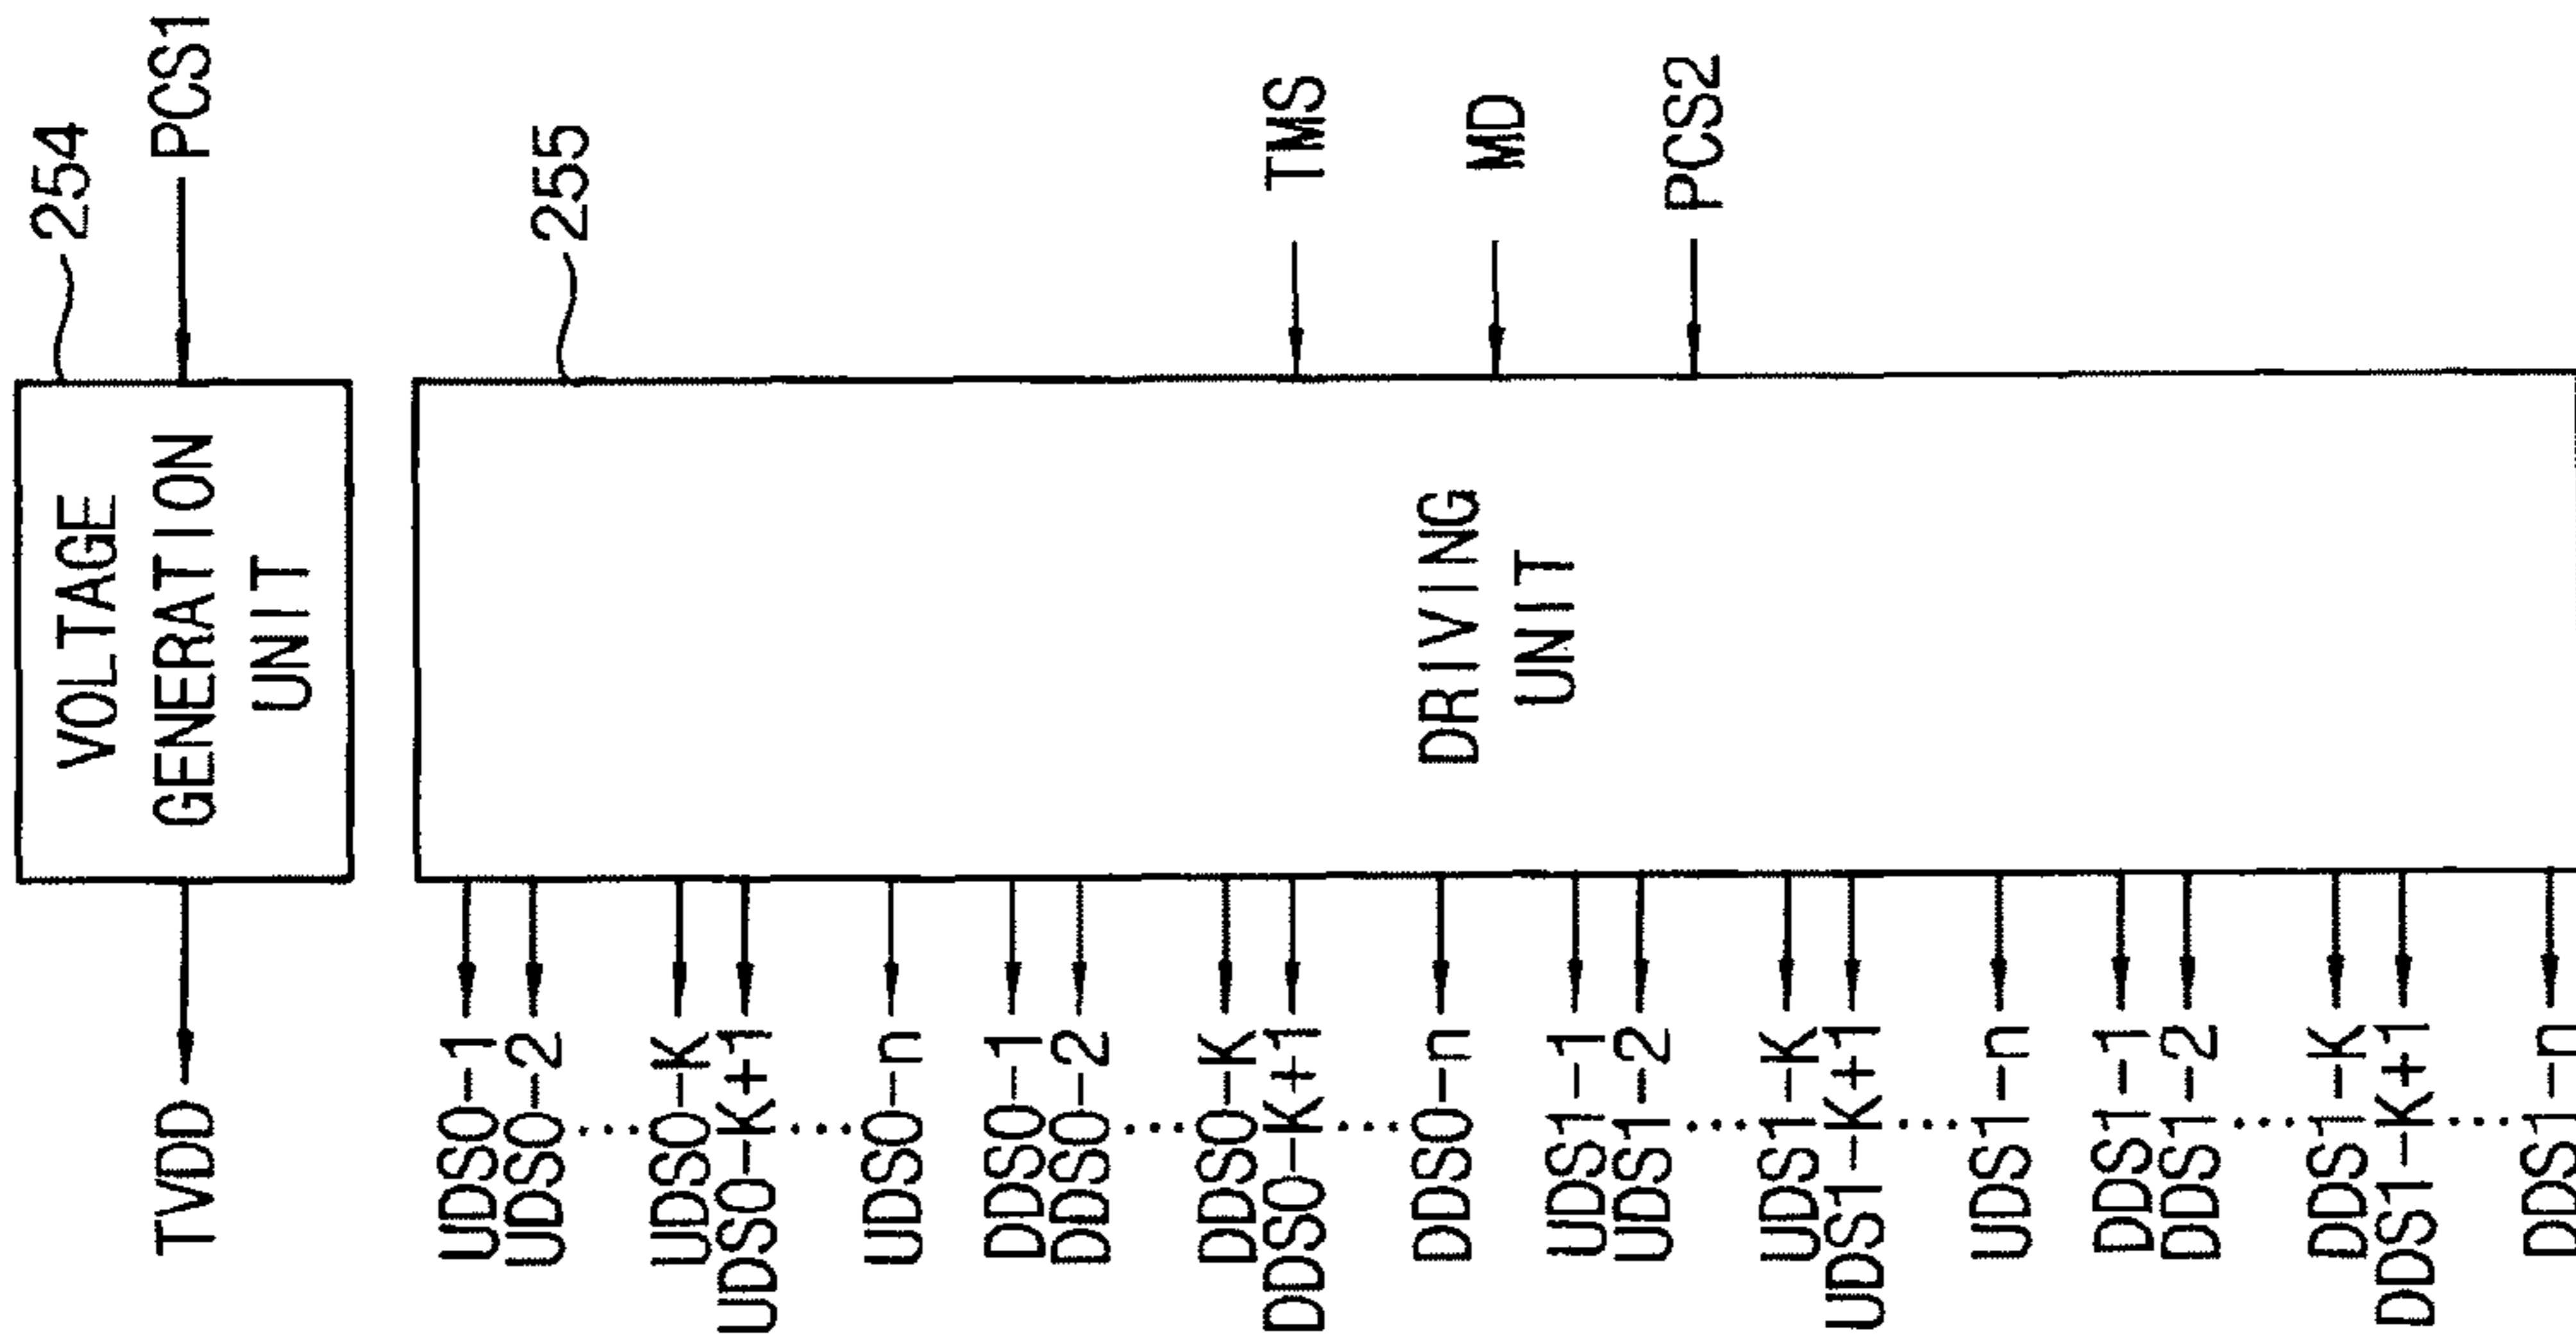 254
PCS1
VOLTAGE
GENERATION
UNIT
TVDD
255
TMS
MD
PCS2
DRIVING
UNIT
UDS0-1
UDS0-2
UDS0-K
UDS0-K+1
UDS0-n
DDS0-1
DDS0-2
DDS0-K
DDS0-K+1
DDS0-n
UDS1-1
UDS1-2
UDS1-K
UDS1-K+1
UDS1-n
DDS1-1
DDS1-2
DDS1-K
DDS1-K+1
DDS1-n